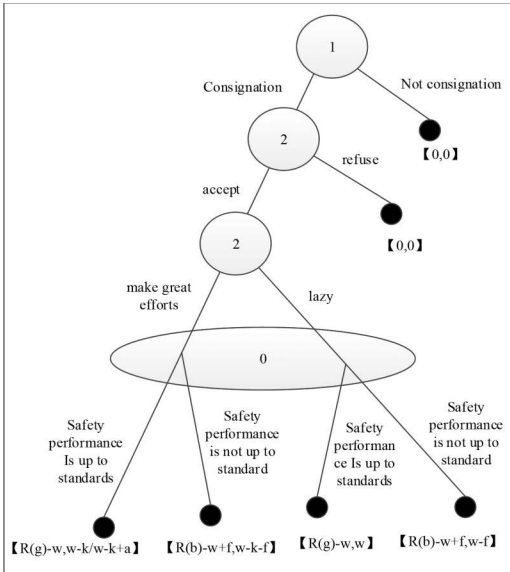 1
Consignation
Not consignation
2
【0,0】
refuse
accept
2
【0,0】
make great
efforts
lazy
0
Safety
performance
Is up to
standards
Safety
performance
is not up to
standard
Safety
performan
ce Is up to
standards
Safety
performance
is not up to
standard
【R(g)-w,w-k/w-k+a】
【R(b)-w+f,w-k-f】
【R(g)-w,w】
【R(b)-w+f,w-f】